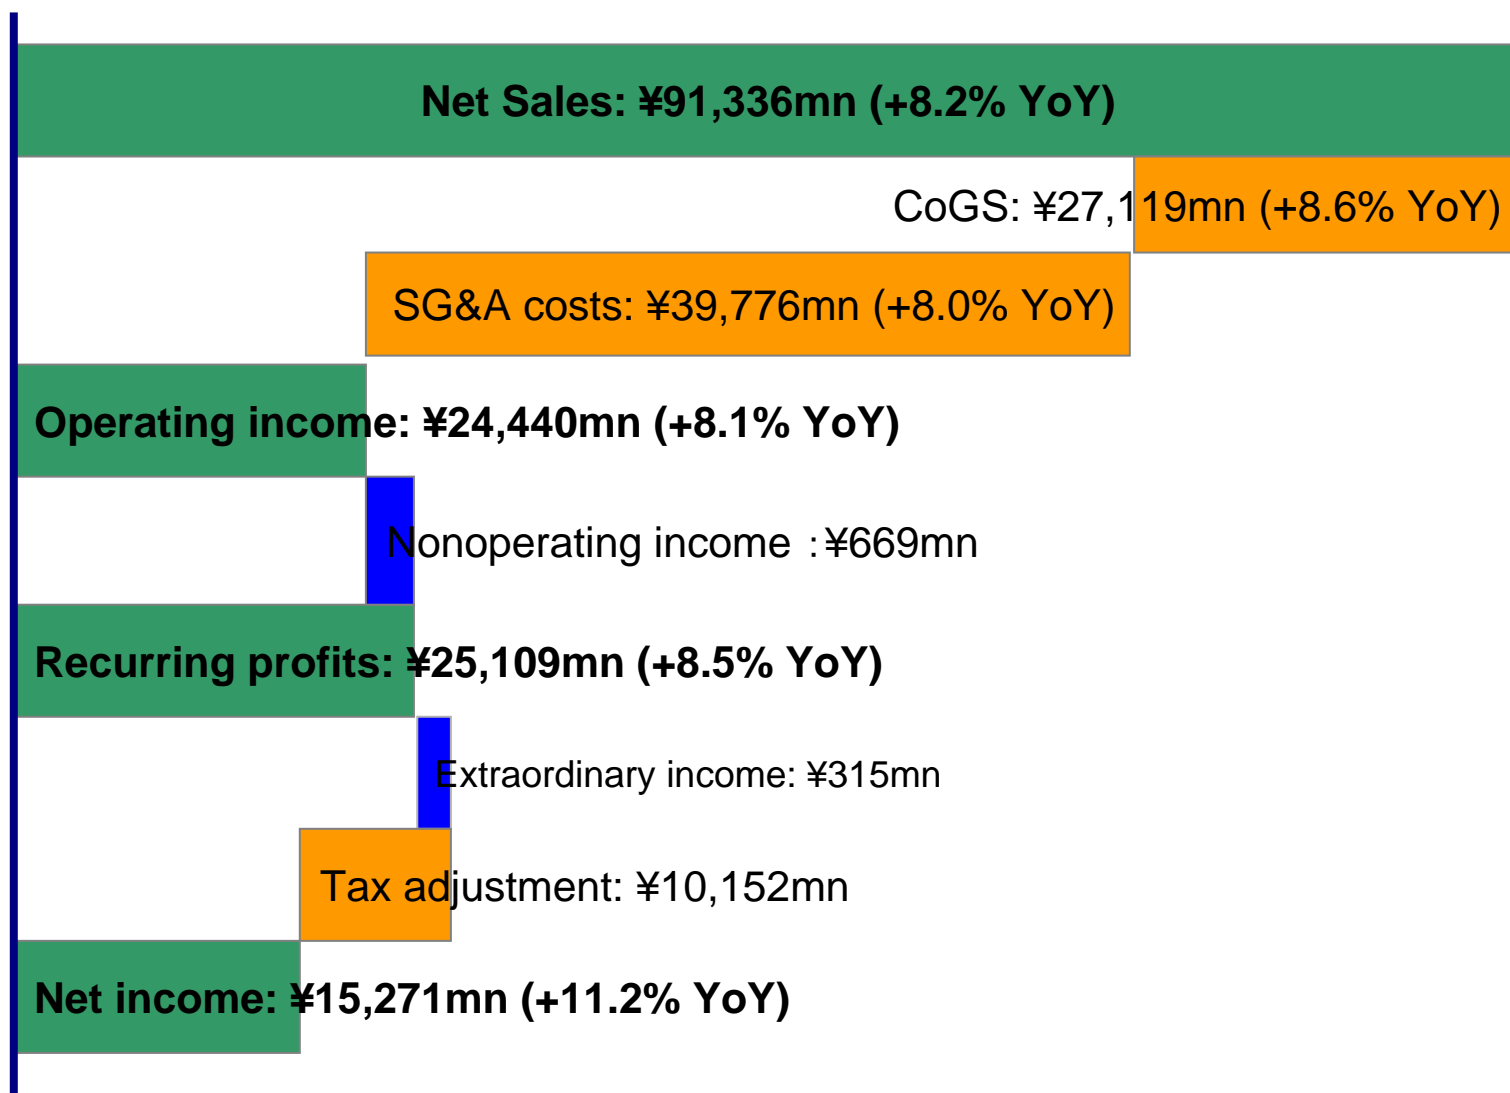 Net Sales: ¥91,336mn (+8.2% YoY)
CoGS: ¥27,119mn (+8.6% YoY)
SG&A costs: ¥39,776mn (+8.0% YoY)
Operating income: ¥24,440mn (+8.1% YoY)
Nonoperating income：¥669mn
Recurring profits: ¥25,109mn (+8.5% YoY)
Extraordinary income: ¥315mn
Tax adjustment: ¥10,152mn
Net income: ¥15,271mn (+11.2% YoY)